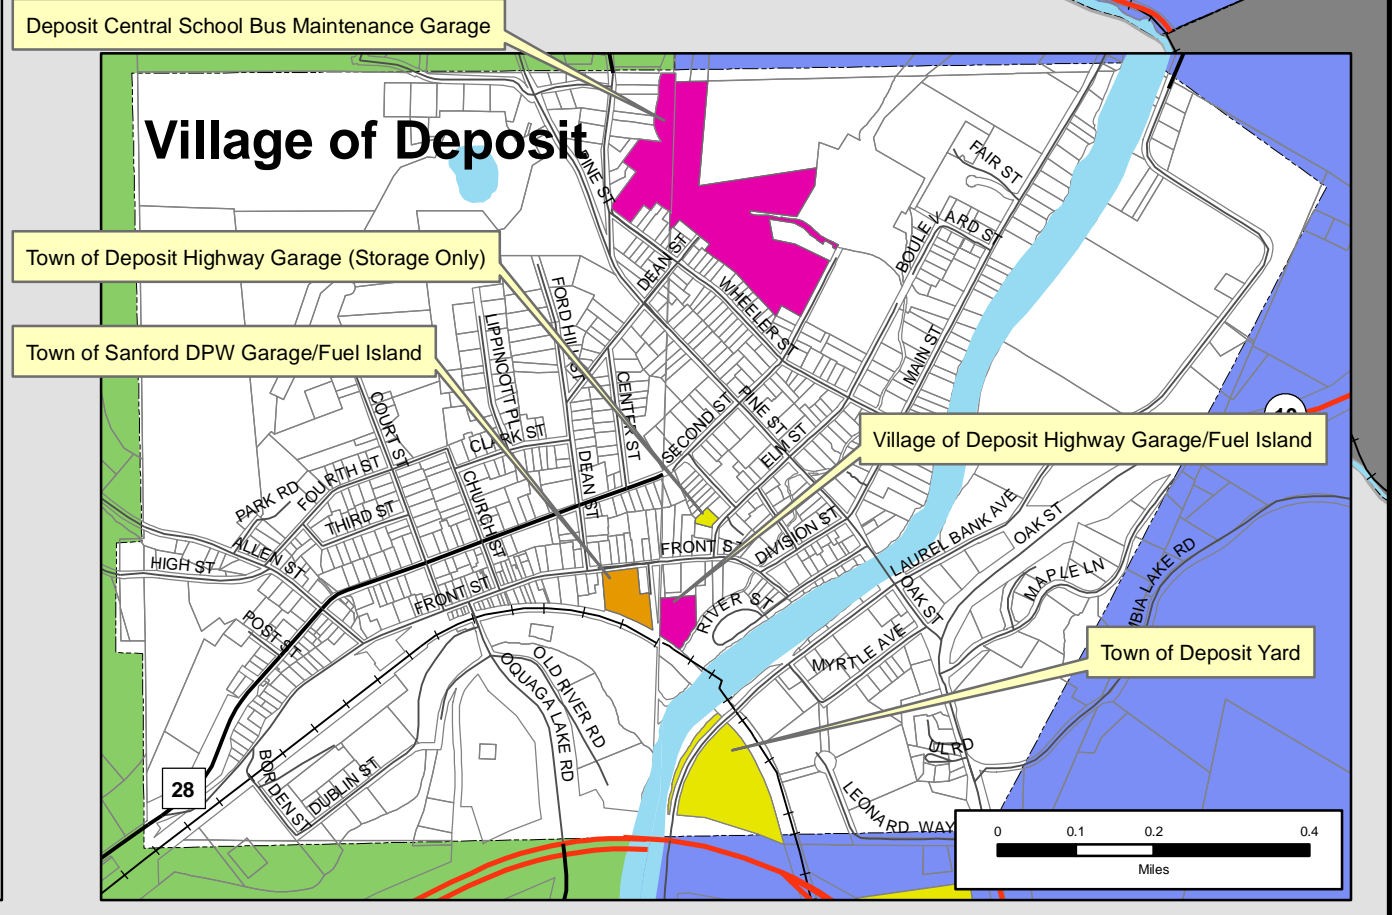 Deposit Central School Bus Maintenance Garage
Village of Deposit
PINE ST
FAIR ST
BOULEVARD ST
Town of Deposit Highway Garage (Storage Only)
DEAN ST
WHEELER ST
FORD HILL
LIPPINCOTT PL
Town of Sanford DPW Garage/Fuel Island
MAIN ST
CENTER ST
COURT ST
PINE ST
SECOND ST
ELM ST
CLARK ST
Village of Deposit Highway Garage/Fuel Island
FOURTH ST
PARK RD
THIRD ST
CHURCH ST
DEAN ST
DIVISION ST
FRONT ST
LAUREL BANK AVE
OAK ST
ALLEN ST
HIGH ST
FRONT ST
RIVER ST
OAK ST
MAPLE LN
MBIA LAKE RD
POST ST
MYRTLE AVE
Town of Deposit Yard
OLD RIVER RD
OQUAGA LAKE RD
UL RD
28
BORDEN ST
DUBLIN ST
LEONARD WAY
0 0.1 0.2 0.4
Miles